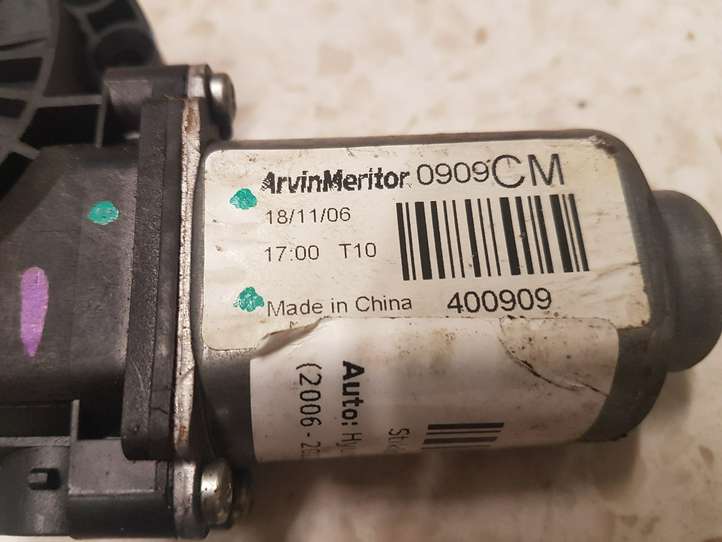 ArvinMeritor 0909CM
18/11/06
17:00 T10
Made in China 400909
Auto:
(2006 -